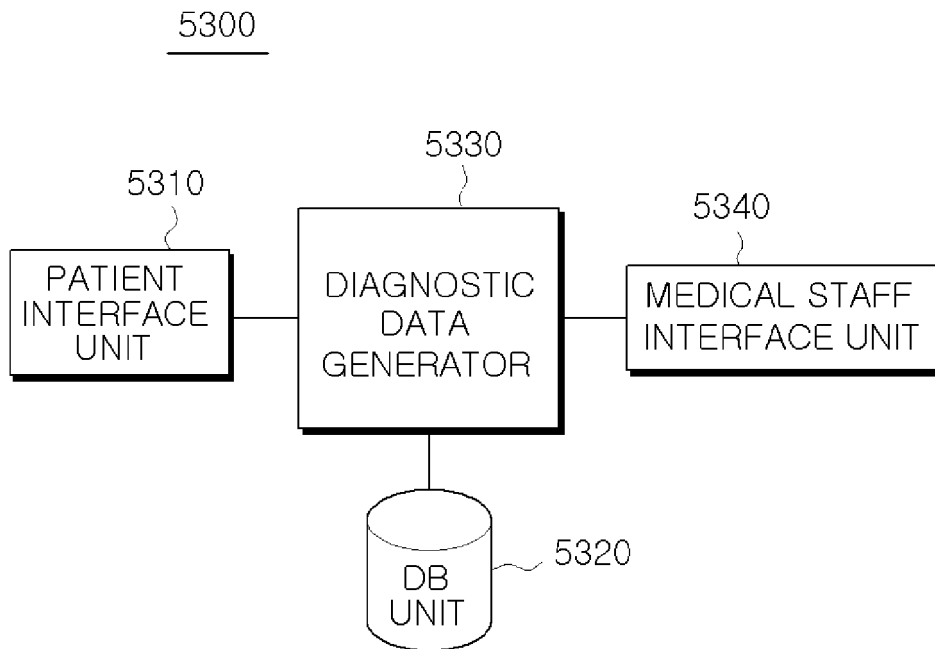 5300
5330
5310
5340
PATIENT
INTERFACE
UNIT
DIAGNOSTIC
DATA
GENERATOR
MEDICAL STAFF
INTERFACE UNIT
5320
DB
UNIT